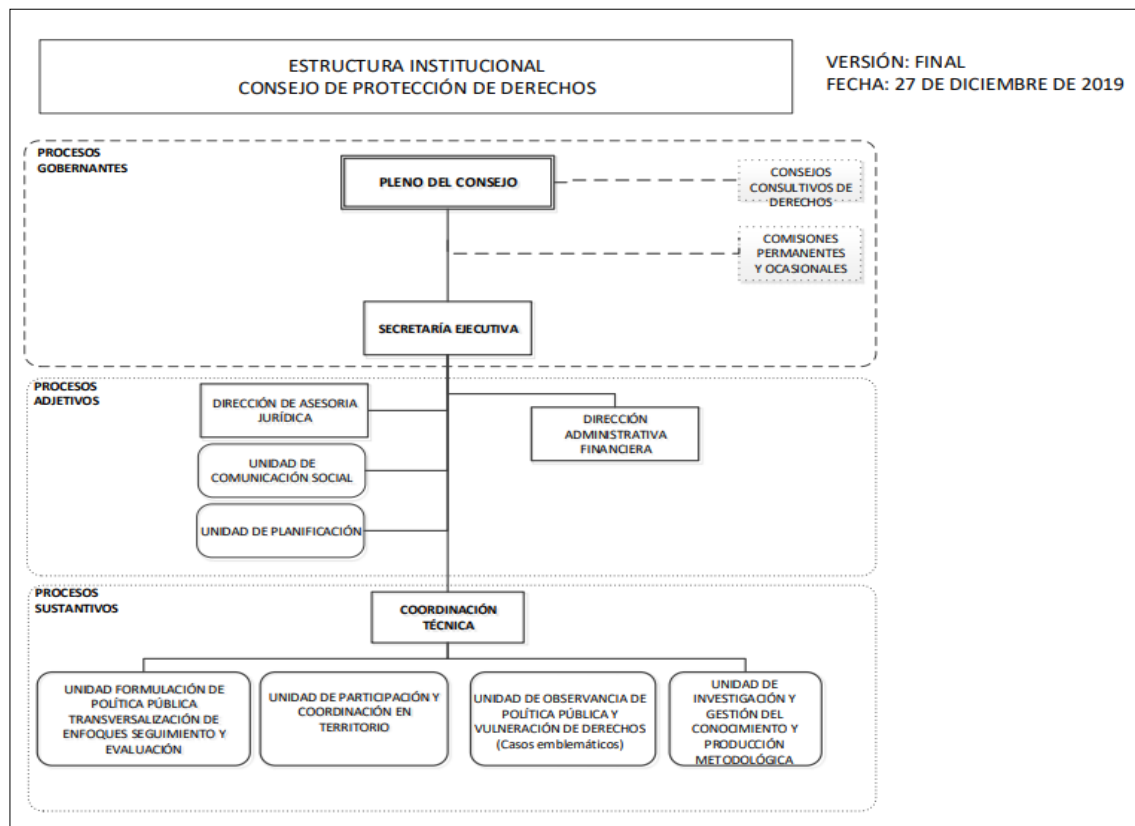 ESTRUCTURA INSTITUCIONAL
CONSEJO DE PROTECCIÓN DE DERECHOS
VERSIÓN: FINAL
FECHA: 27 DE DICIEMBRE DE 2019
PROCESOS
GOBERNANTES
PLENO DEL CONSEJO
CONSEJOS
CONSULTIVOS DE
DERECHOS
COMISIONES
PERMANENTES
Y OCASIONALES
SECRETARÍA EJECUTIVA
PROCESOS
ADJETIVOS
DIRECCIÓN DE ASESORIA
JURÍDICA
DIRECCIÓN
ADMINISTRATIVA
FINANCIERA
UNIDAD DE
COMUNICACIÓN SOCIAL
UNIDAD DE PLANIFICACIÓN
PROCESOS
SUSTANTIVOS
COORDINACIÓN
TÉCNICA
UNIDAD FORMULACIÓN DE
POLÍTICA PÚBLICA
TRANSVERSALIZACIÓN DE
ENFOQUES SEGUIMIENTO Y
EVALUACIÓN
UNIDAD DE PARTICIPACIÓN Y
COORDINACIÓN EN
TERRITORIO
UNIDAD DE OBSERVANCIA DE
POLÍTICA PÚBLICA Y
VULNERACIÓN DE DERECHOS
(Casos emblemáticos)
UNIDAD DE
INVESTIGACIÓN Y
GESTIÓN DEL
CONOCIMIENTO Y
PRODUCCIÓN
METODOLÓGICA